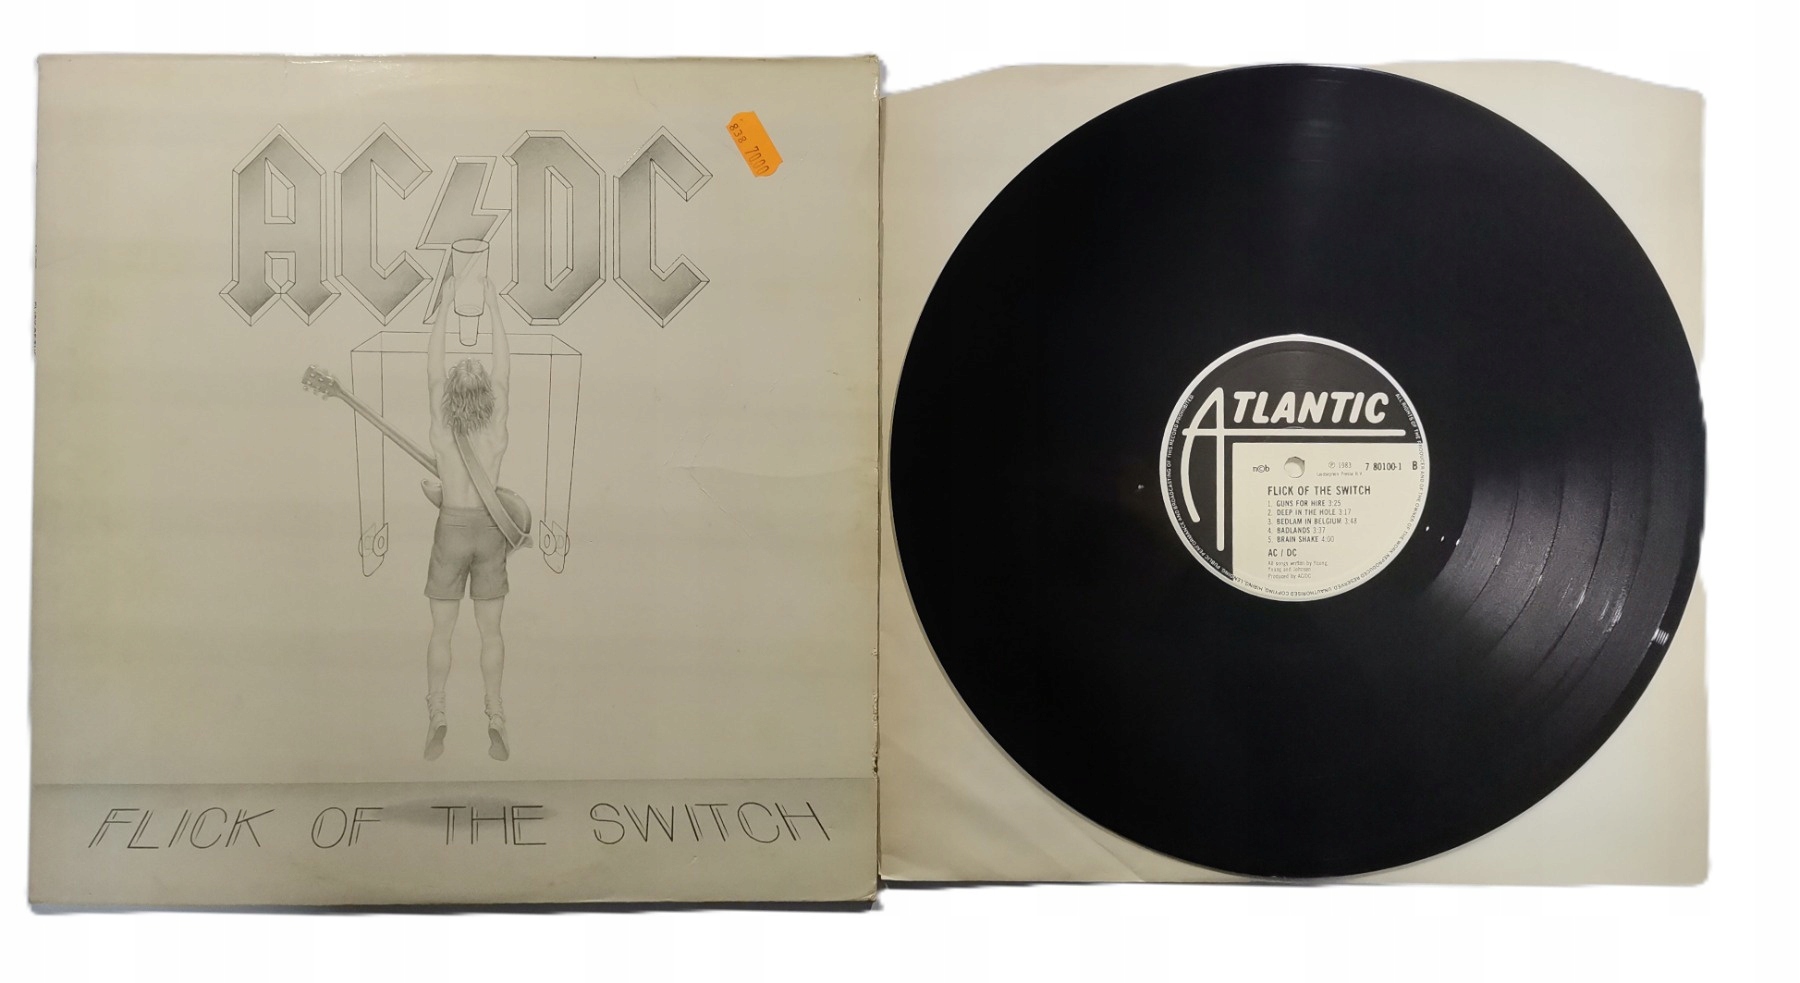 AC DC
83B 7000
FLICK OF THE SWITCH
ATLANTIC
n©b ℗ 1983 7 80100-1 B
FLICK OF THE SWITCH
1. GUNS FOR HIRE 3:25
2. DEEP IN THE HOLE 3:17
3. BEDLAM IN BELGIUM 3:48
4. BADLANDS 3:37
5. BRAIN SHAKE 4:00
AC / DC
All songs written by Young,
Young and Johnson
Produced by AC/DC